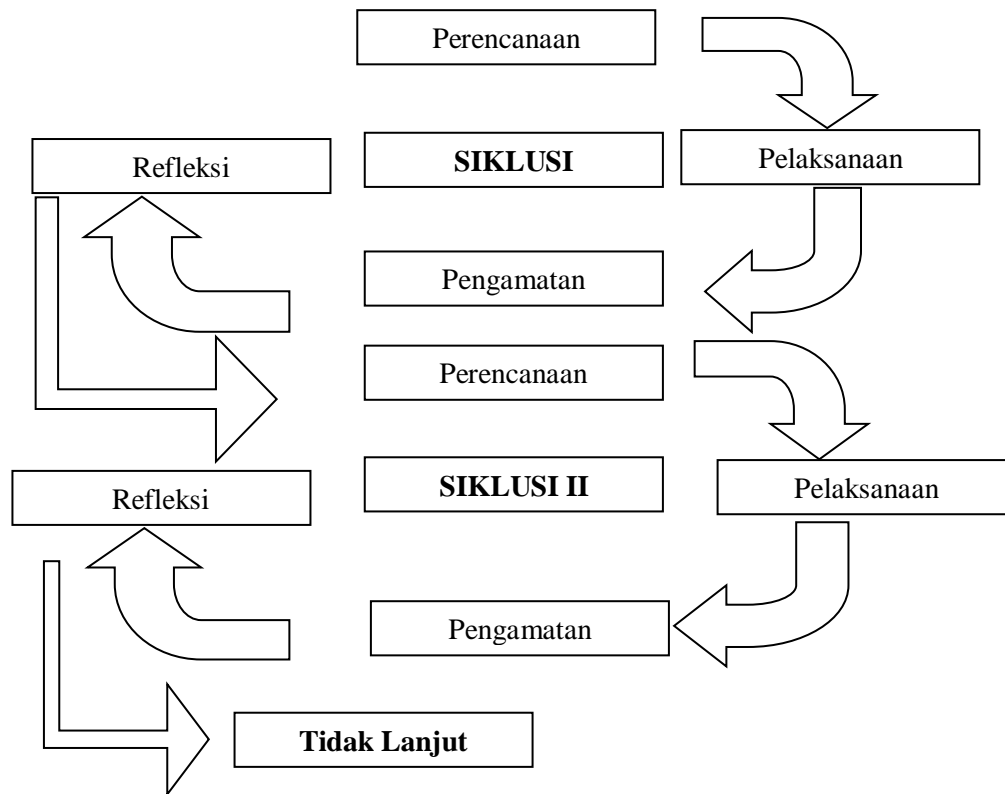 Perencanaan
Refleksi
SIKLUSI
Pelaksanaan
Pengamatan
Perencanaan
Refleksi
SIKLUSI II
Pelaksanaan
Pengamatan
Tidak Lanjut